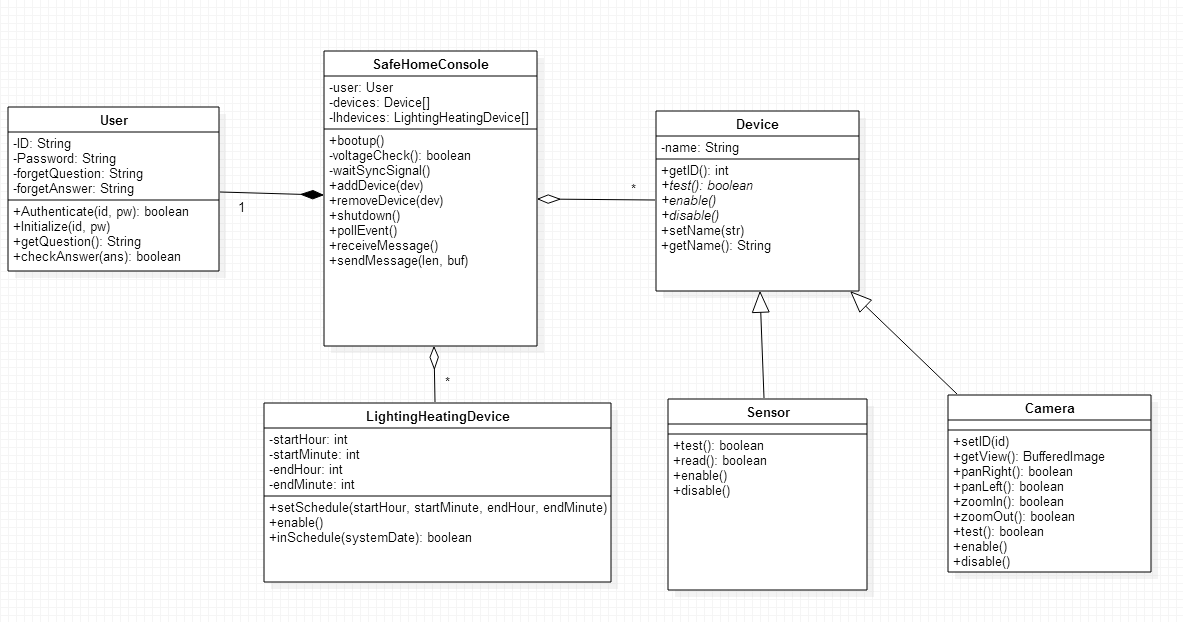 User
-ID: String
-Password: String
-forgetQuestion: String
-forgetAnswer: String
+Authenticate(id, pw): boolean
+Initialize(id, pw)
+getQuestion(): String
+checkAnswer(ans): boolean
1
SafeHomeConsole
-user: User
-devices: Device[]
-lhdevices: LightingHeatingDevice[]
+bootup()
-voltageCheck(): boolean
-waitSyncSignal()
+addDevice(dev)
+removeDevice(dev)
+shutdown()
+pollEvent()
+receiveMessage()
+sendMessage(len, buf)
*
Device
-name: String
+getID(): int
+test(): boolean
+enable()
+disable()
+setName(str)
+getName(): String
*
LightingHeatingDevice
-startHour: int
-startMinute: int
-endHour: int
-endMinute: int
+setSchedule(startHour, startMinute, endHour, endMinute)
+enable()
+inSchedule(systemDate): boolean
Sensor
+test(): boolean
+read(): boolean
+enable()
+disable()
Camera
+setID(id)
+getView(): BufferedImage
+panRight(): boolean
+panLeft(): boolean
+zoomIn(): boolean
+zoomOut(): boolean
+test(): boolean
+enable()
+disable()